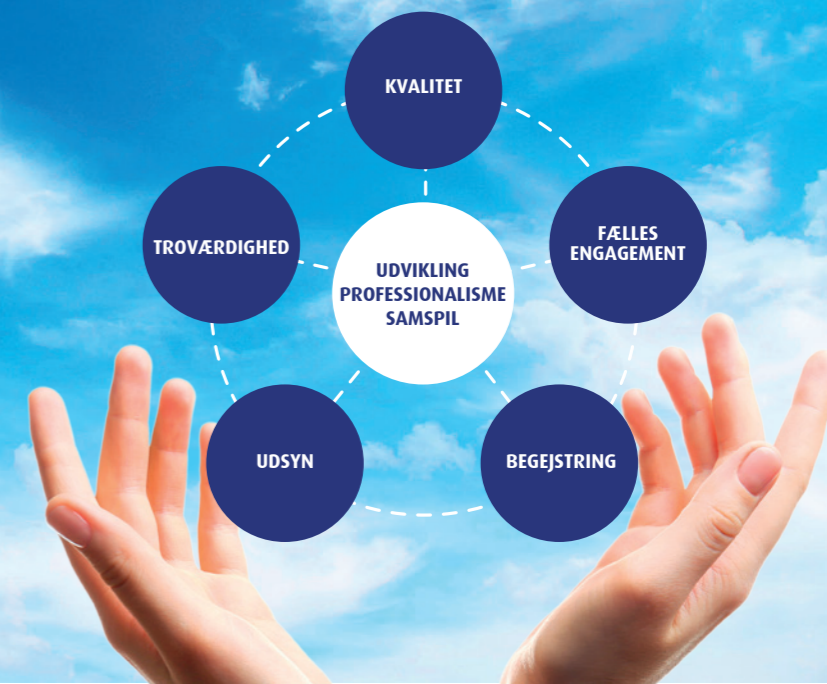 KVALITET
TROVÆRDIGHED
FÆLLES
ENGAGEMENT
UDVIKLING
PROFESSIONALISME
SAMSPIL
UDSYN
BEGEJSTRING